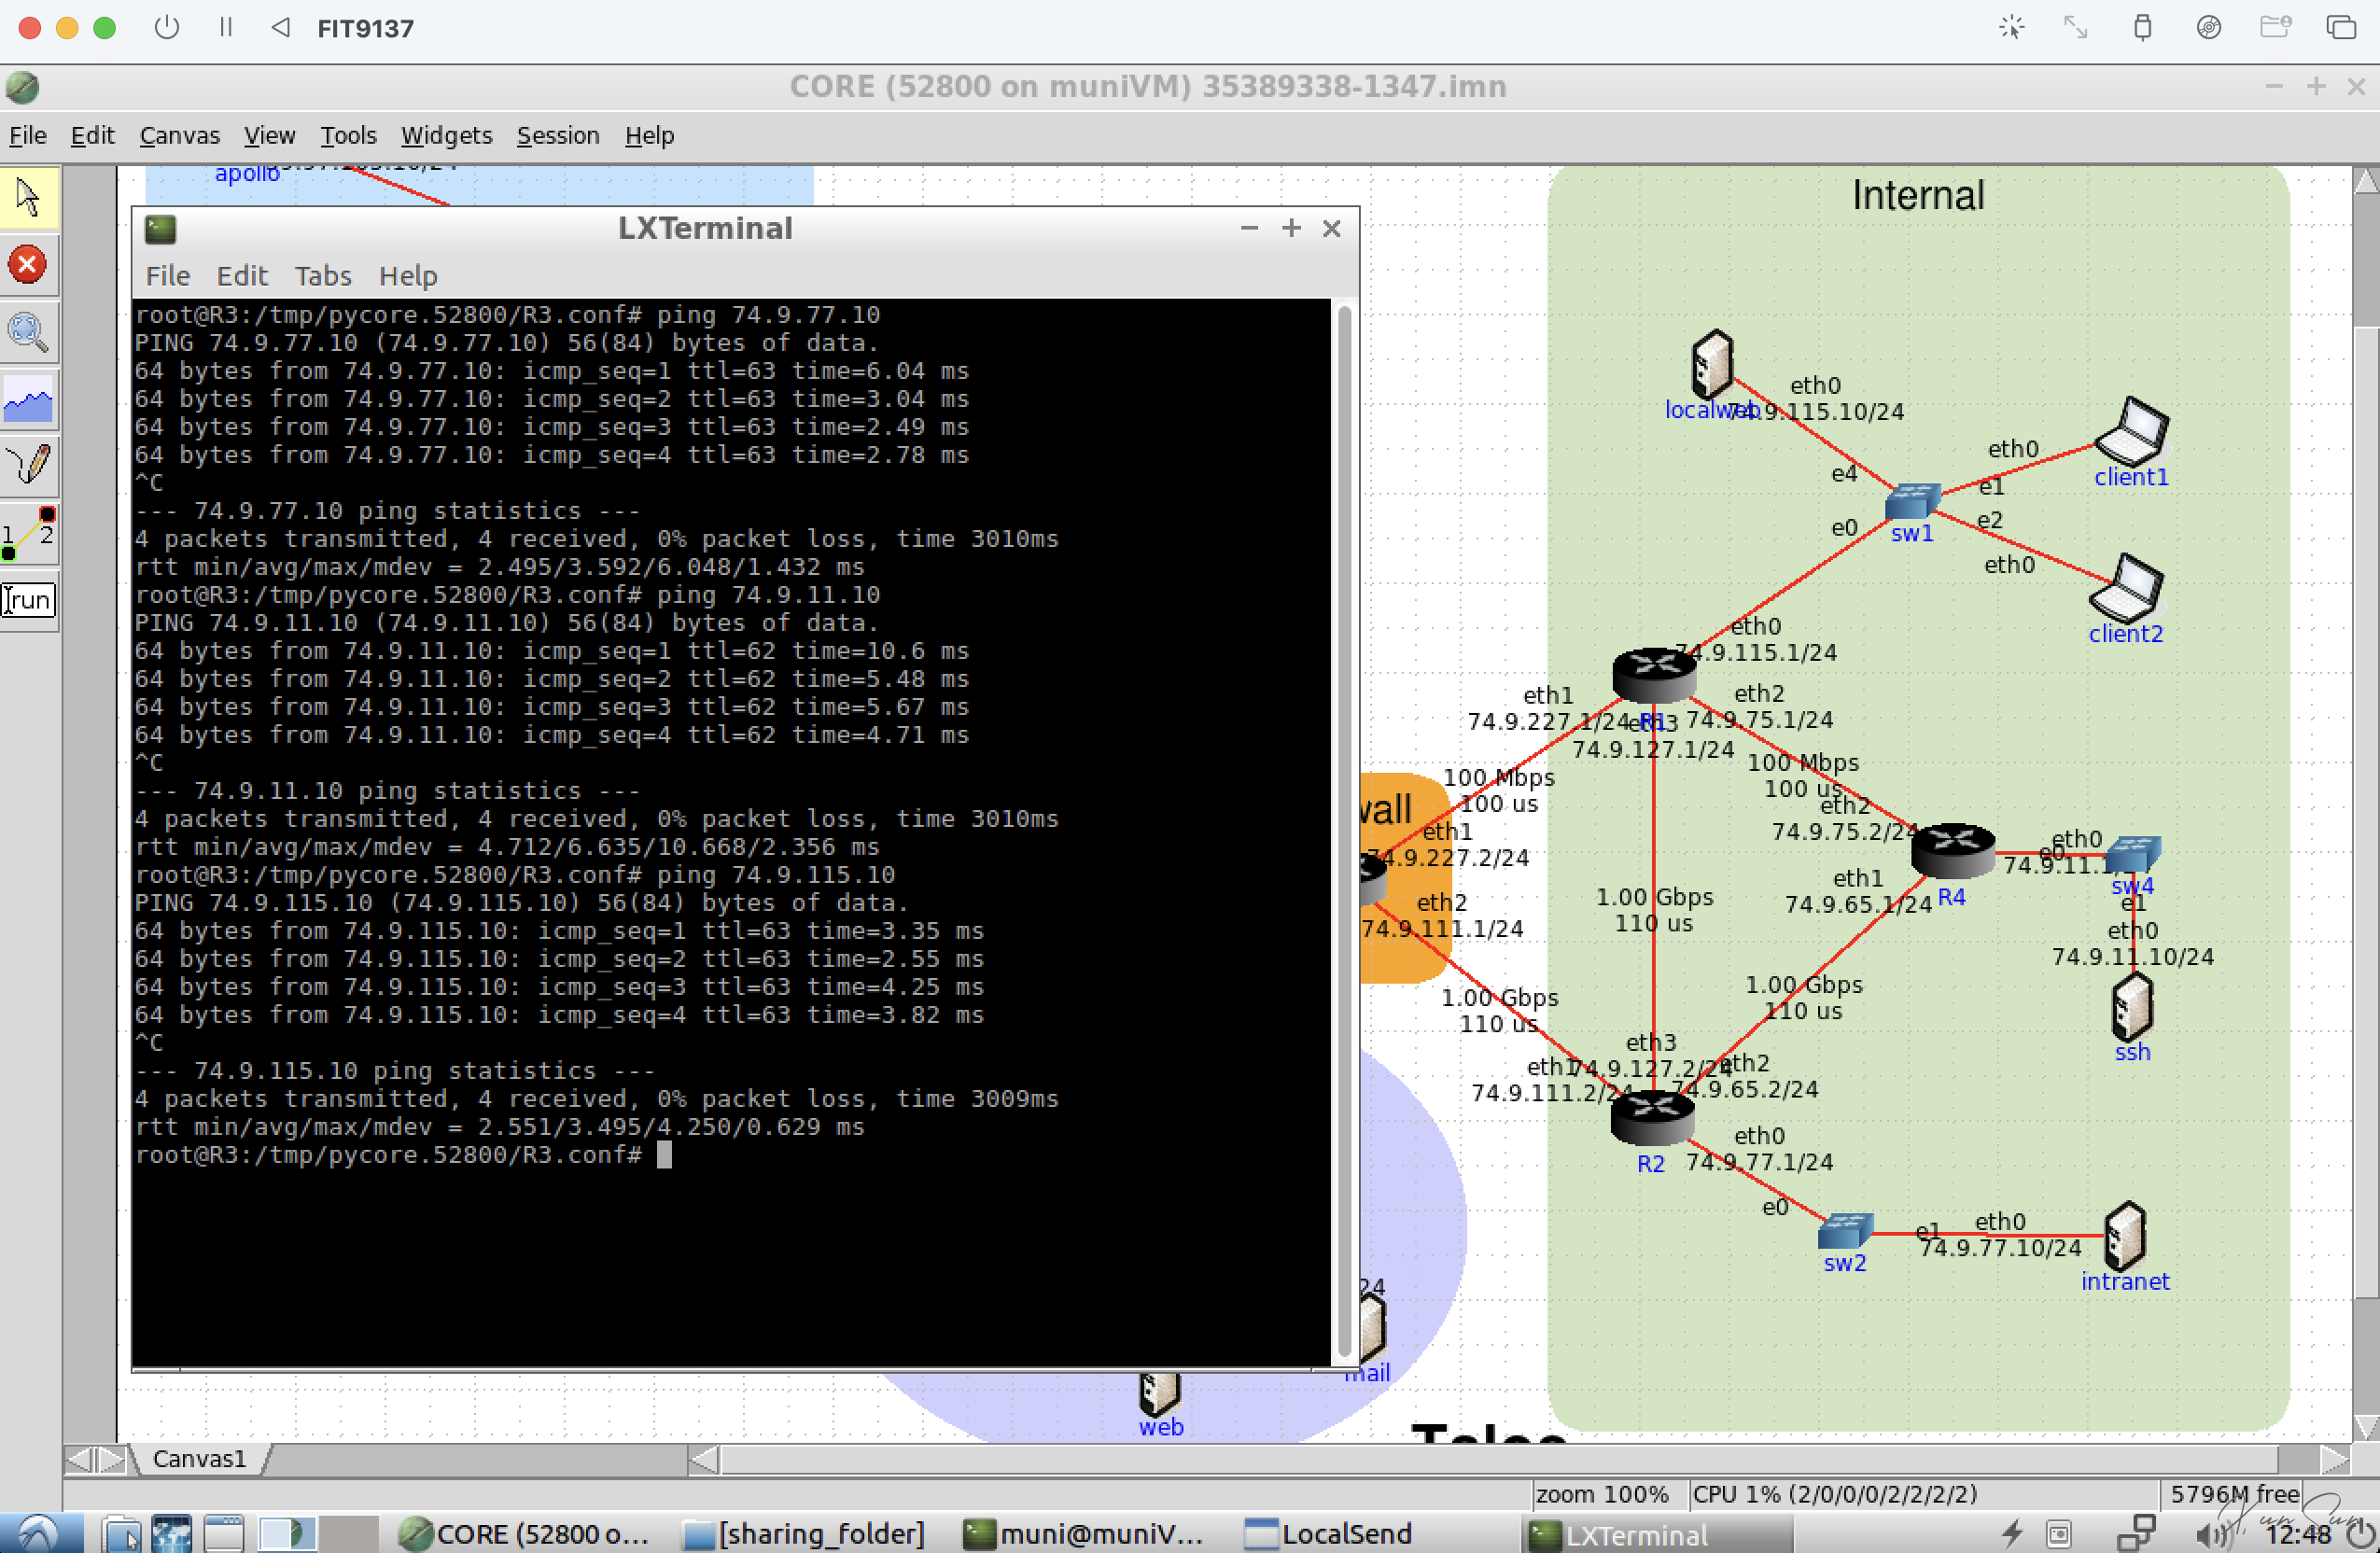 FIT9137
CORE (52800 on muniVM) 35389338-1347.imn
File Edit Canvas View Tools Widgets Session Help
apollo
LXTerminal
File Edit Tabs Help
root@R3:/tmp/pycore.52800/R3.conf# ping 74.9.77.10
PING 74.9.77.10 (74.9.77.10) 56(84) bytes of data.
64 bytes from 74.9.77.10: icmp_seq=1 ttl=63 time=6.04 ms
64 bytes from 74.9.77.10: icmp_seq=2 ttl=63 time=3.04 ms
64 bytes from 74.9.77.10: icmp_seq=3 ttl=63 time=2.49 ms
64 bytes from 74.9.77.10: icmp_seq=4 ttl=63 time=2.78 ms
^C
--- 74.9.77.10 ping statistics ---
4 packets transmitted, 4 received, 0% packet loss, time 3010ms
rtt min/avg/max/mdev = 2.495/3.592/6.048/1.432 ms
root@R3:/tmp/pycore.52800/R3.conf# ping 74.9.11.10
PING 74.9.11.10 (74.9.11.10) 56(84) bytes of data.
64 bytes from 74.9.11.10: icmp_seq=1 ttl=62 time=10.6 ms
64 bytes from 74.9.11.10: icmp_seq=2 ttl=62 time=5.48 ms
64 bytes from 74.9.11.10: icmp_seq=3 ttl=62 time=5.67 ms
64 bytes from 74.9.11.10: icmp_seq=4 ttl=62 time=4.71 ms
^C
--- 74.9.11.10 ping statistics ---
4 packets transmitted, 4 received, 0% packet loss, time 3010ms
rtt min/avg/max/mdev = 4.712/6.635/10.668/2.356 ms
root@R3:/tmp/pycore.52800/R3.conf# ping 74.9.115.10
PING 74.9.115.10 (74.9.115.10) 56(84) bytes of data.
64 bytes from 74.9.115.10: icmp_seq=1 ttl=63 time=3.35 ms
64 bytes from 74.9.115.10: icmp_seq=2 ttl=63 time=2.55 ms
64 bytes from 74.9.115.10: icmp_seq=3 ttl=63 time=4.25 ms
64 bytes from 74.9.115.10: icmp_seq=4 ttl=63 time=3.82 ms
^C
--- 74.9.115.10 ping statistics ---
4 packets transmitted, 4 received, 0% packet loss, time 3009ms
rtt min/avg/max/mdev = 2.551/3.495/4.250/0.629 ms
root@R3:/tmp/pycore.52800/R3.conf#
Internal
localweb
eth0
74.9.115.10/24
e4
eth0
e1
client1
sw1
e0
e2
eth0
client2
eth0
74.9.115.1/24
eth1
74.9.227.1/24
R1
eth3
74.9.127.1/24
eth2
74.9.75.1/24
100 Mbps
100 us
100 Mbps
100 us
wall
eth1
74.9.227.2/24
eth2
74.9.111.1/24
eth2
74.9.75.2/24
eth1
74.9.65.1/24
R4
eth0
e0
sw4
e1
eth0
74.9.11.10/24
ssh
1.00 Gbps
110 us
1.00 Gbps
110 us
1.00 Gbps
110 us
eth3
74.9.127.2/24
eth1
74.9.111.2/24
eth2
74.9.65.2/24
R2
eth0
74.9.77.1/24
e0
sw2
e1
eth0
74.9.77.10/24
intranet
24
mail
web
1 2
run
Canvas1
zoom 100%
CPU 1% (2/0/0/0/2/2/2/2)
5796M free
CORE (52800 o...
[sharing_folder]
muni@muniV...
LocalSend
LXTerminal
12:48